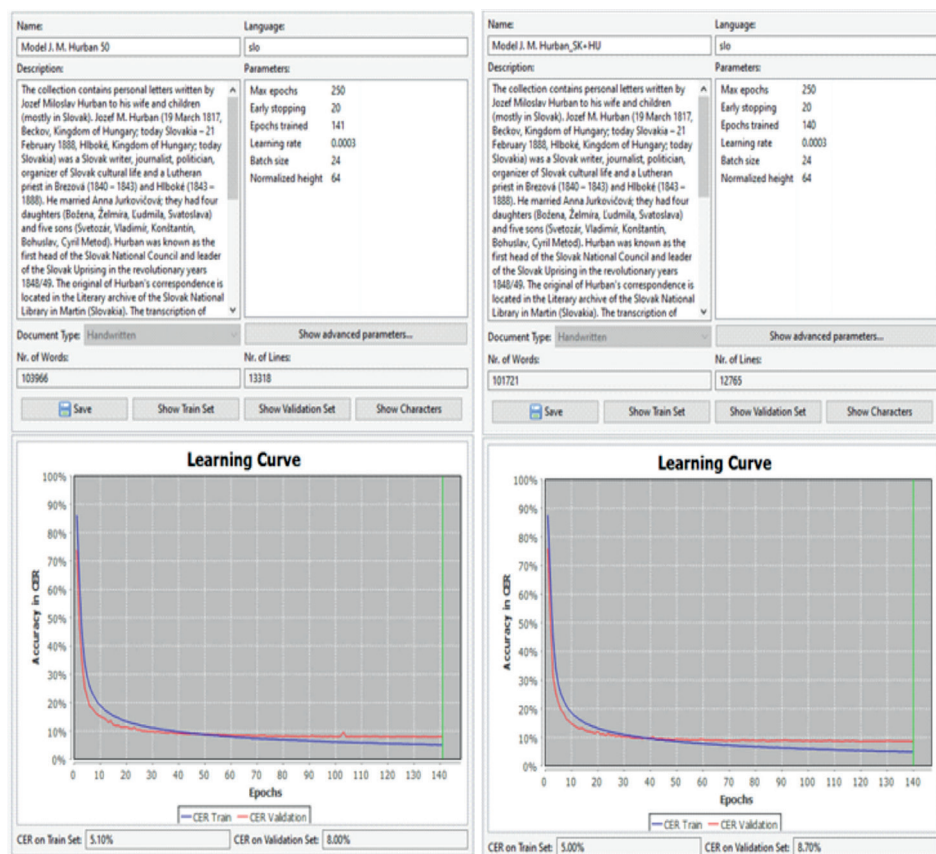 Name:
Language:
Model J. M. Hurban 50
slo
Description:
Parameters:
The collection contains personal letters written by
Jozef Miloslav Hurban to his wife and children
(mostly in Slovak). Jozef M. Hurban (19 March 1817,
Beckov, Kingdom of Hungary; today Slovakia – 21
February 1888, Hlboké, Kingdom of Hungary; today
Slovakia) was a Slovak writer, journalist, politician,
organizer of Slovak cultural life and a Lutheran
priest in Brezová (1840 – 1843) and Hlboké (1843 –
1888). He married Anna Jurkovičová; they had four
daughters (Božena, Želmíra, Ľudmila, Svatoslava)
and five sons (Svetozár, Vladimír, Konštantín,
Bohuslav, Cyril Metod). Hurban was known as the
first head of the Slovak National Council and leader
of the Slovak Uprising in the revolutionary years
1848/49. The original of Hurban's correspondence is
located in the Literary archive of the Slovak National
Library in Martin (Slovakia). The transcription of
Max epochs 250
Early stopping 20
Epochs trained 141
Learning rate 0.0003
Batch size 24
Normalized height 64
Document Type: Handwritten
Show advanced parameters...
Nr. of Words:
Nr. of Lines:
103966
13318
Save
Show Train Set
Show Validation Set
Show Characters
Learning Curve
Accuracy in CER
100%
90%
80%
70%
60%
50%
40%
30%
20%
10%
0%
0 10 20 30 40 50 60 70 80 90 100 110 120 130 140
Epochs
CER Train CER Validation
CER on Train Set: 5.10%
CER on Validation Set: 8.00%
Name:
Language:
Model J. M. Hurban_SK+HU
slo
Description:
Parameters:
The collection contains personal letters written by
Jozef Miloslav Hurban to his wife and children
(mostly in Slovak). Jozef M. Hurban (19 March 1817,
Beckov, Kingdom of Hungary; today Slovakia – 21
February 1888, Hlboké, Kingdom of Hungary; today
Slovakia) was a Slovak writer, journalist, politician,
organizer of Slovak cultural life and a Lutheran
priest in Brezová (1840 – 1843) and Hlboké (1843 –
1888). He married Anna Jurkovičová; they had four
daughters (Božena, Želmíra, Ľudmila, Svatoslava)
and five sons (Svetozár, Vladimír, Konštantín,
Bohuslav, Cyril Metod). Hurban was known as the
first head of the Slovak National Council and leader
of the Slovak Uprising in the revolutionary years
1848/49. The original of Hurban's correspondence is
located in the Literary archive of the Slovak National
Library in Martin (Slovakia). The transcription of
Max epochs 250
Early stopping 20
Epochs trained 140
Learning rate 0.0003
Batch size 24
Normalized height 64
Document Type: Handwritten
Show advanced parameters...
Nr. of Words:
Nr. of Lines:
101721
12765
Save
Show Train Set
Show Validation Set
Show Characters
Learning Curve
Accuracy in CER
100%
90%
80%
70%
60%
50%
40%
30%
20%
10%
0%
0 10 20 30 40 50 60 70 80 90 100 110 120 130 140
Epochs
CER Train CER Validation
CER on Train Set: 5.00%
CER on Validation Set: 8.70%